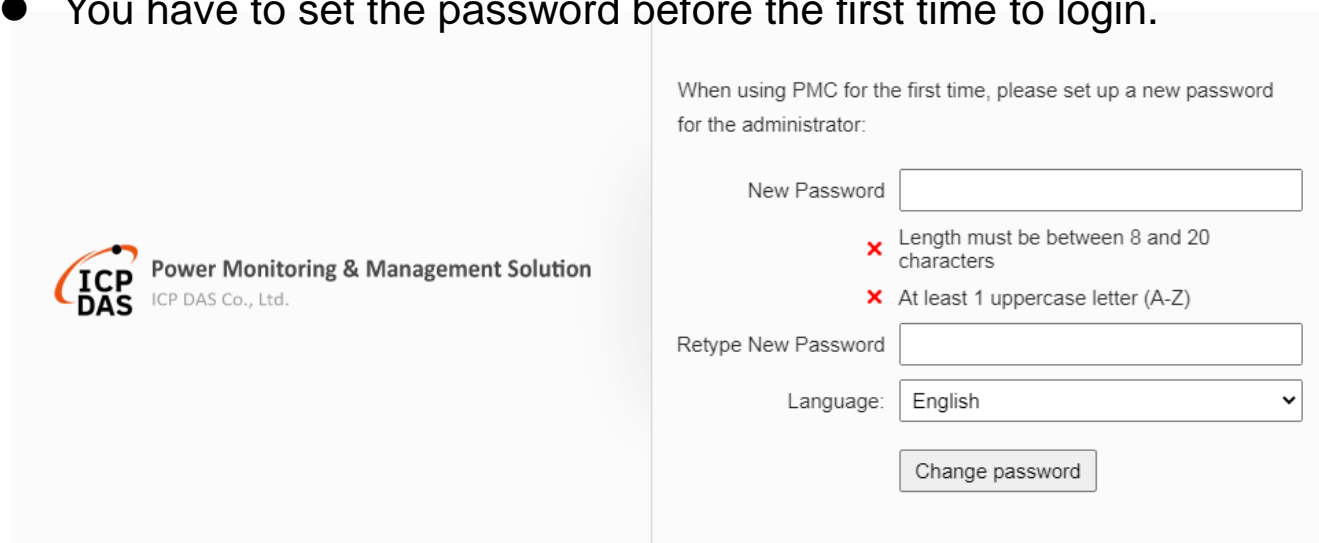 ● You have to set the password before the first time to login.
When using PMC for the first time, please set up a new password
for the administrator:
New Password
Length must be between 8 and 20
characters
At least 1 uppercase letter (A-Z)
ICP
DAS
Power Monitoring & Management Solution
ICP DAS Co., Ltd.
Retype New Password
Language: English
Change password